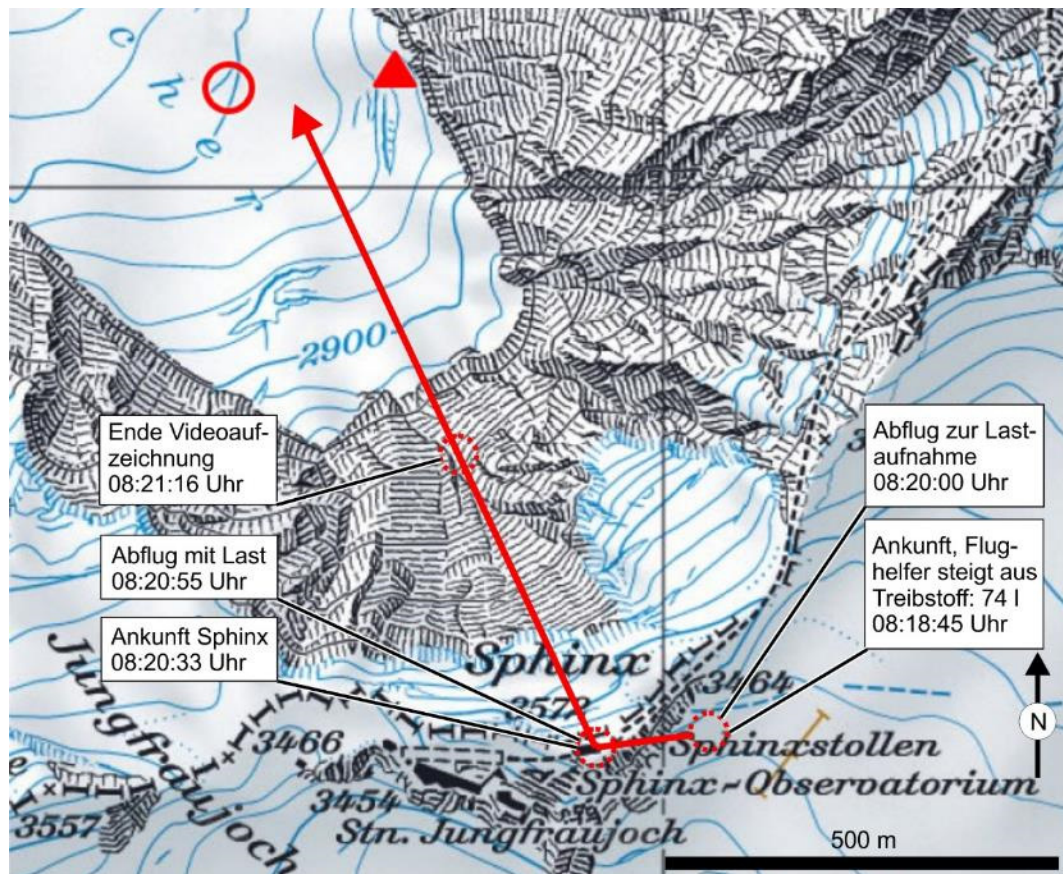 cher
2900
Ende Videoauf-
zeichnung
08:21:16 Uhr
Abflug zur Last-
aufnahme
08:20:00 Uhr
Abflug mit Last
08:20:55 Uhr
Ankunft, Flug-
helfer steigt aus
Treibstoff: 74 l
08:18:45 Uhr
Ankunft Sphinx
08:20:33 Uhr
Sphinx
3464
Jungfraujoch
N
3466
Sphinxstollen
Sphinx-Observatorium
3454
3557
Stn. Jungfraujoch
500 m